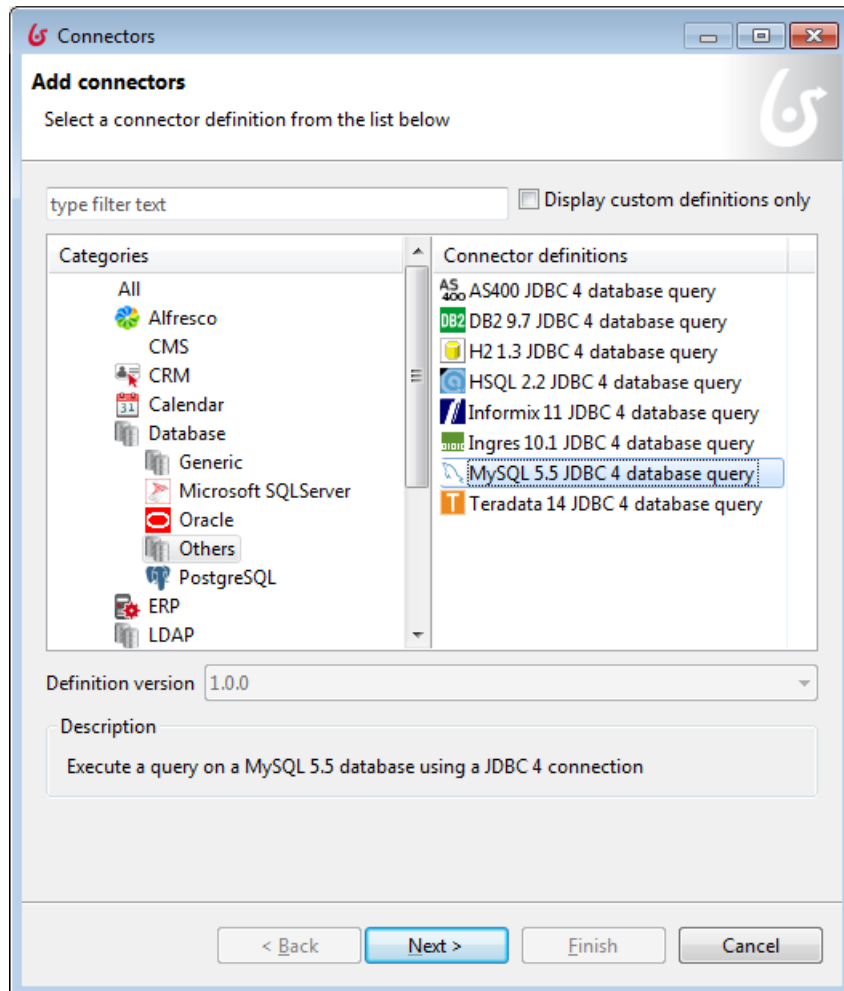 Connectors
Add connectors
Select a connector definition from the list below
type filter text
Display custom definitions only
Categories
All
Alfresco
CMS
CRM
31
Calendar
Database
Generic
Microsoft SQLServer
Oracle
Others
PostgreSQL
ERP
LDAP
Connector definitions
AS400 AS400 JDBC 4 database query
DB2 DB2 9.7 JDBC 4 database query
H2 1.3 JDBC 4 database query
HSQL 2.2 JDBC 4 database query
Informix 11 JDBC 4 database query
Ingres 10.1 JDBC 4 database query
MySQL 5.5 JDBC 4 database query
T Teradata 14 JDBC 4 database query
Definition version 1.0.0
Description
Execute a query on a MySQL 5.5 database using a JDBC 4 connection
< Back Next > Finish Cancel